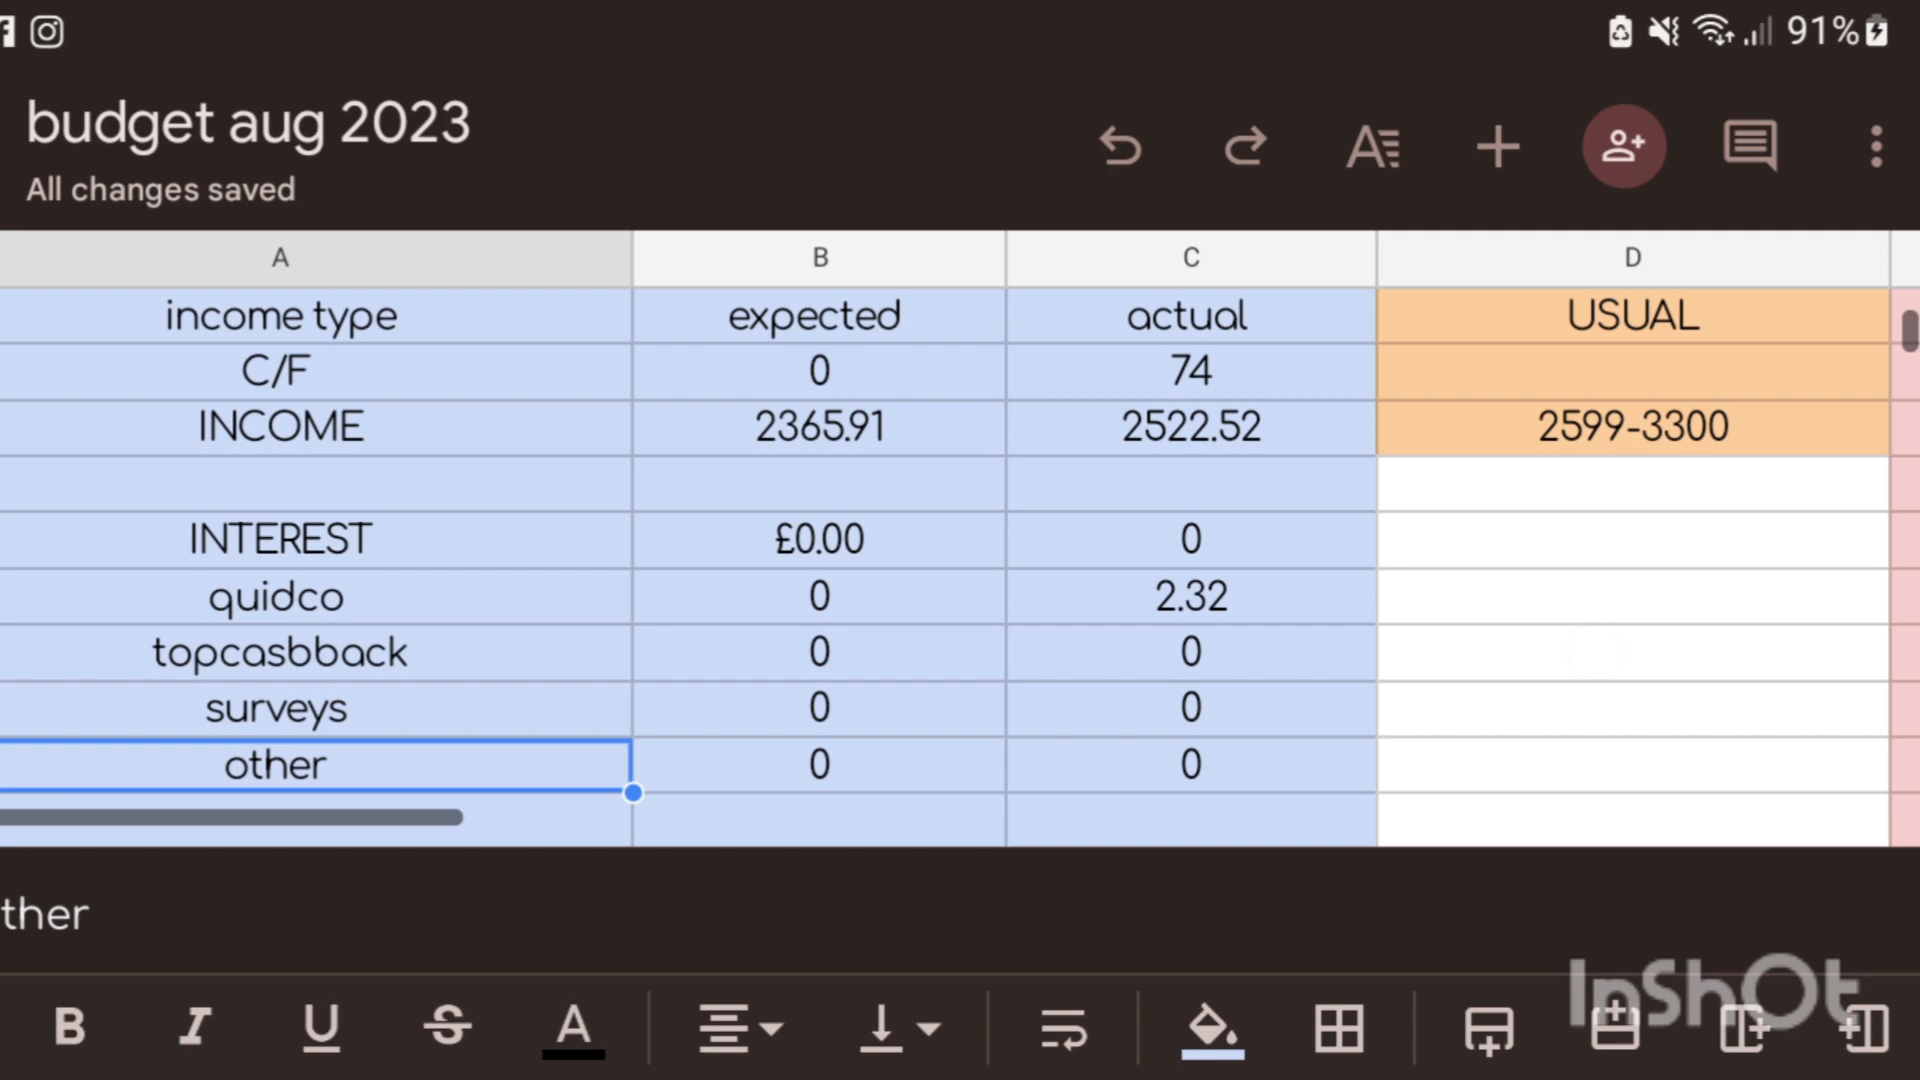 91%
budget aug 2023
All changes saved
A B C D
income type expected actual USUAL
C/F 0 74
INCOME 2365.91 2522.52 2599-3300
INTEREST £0.00 0
quidco 0 2.32
topcasbback 0 0
surveys 0 0
other 0 0
ther
B I U S A
InShOt